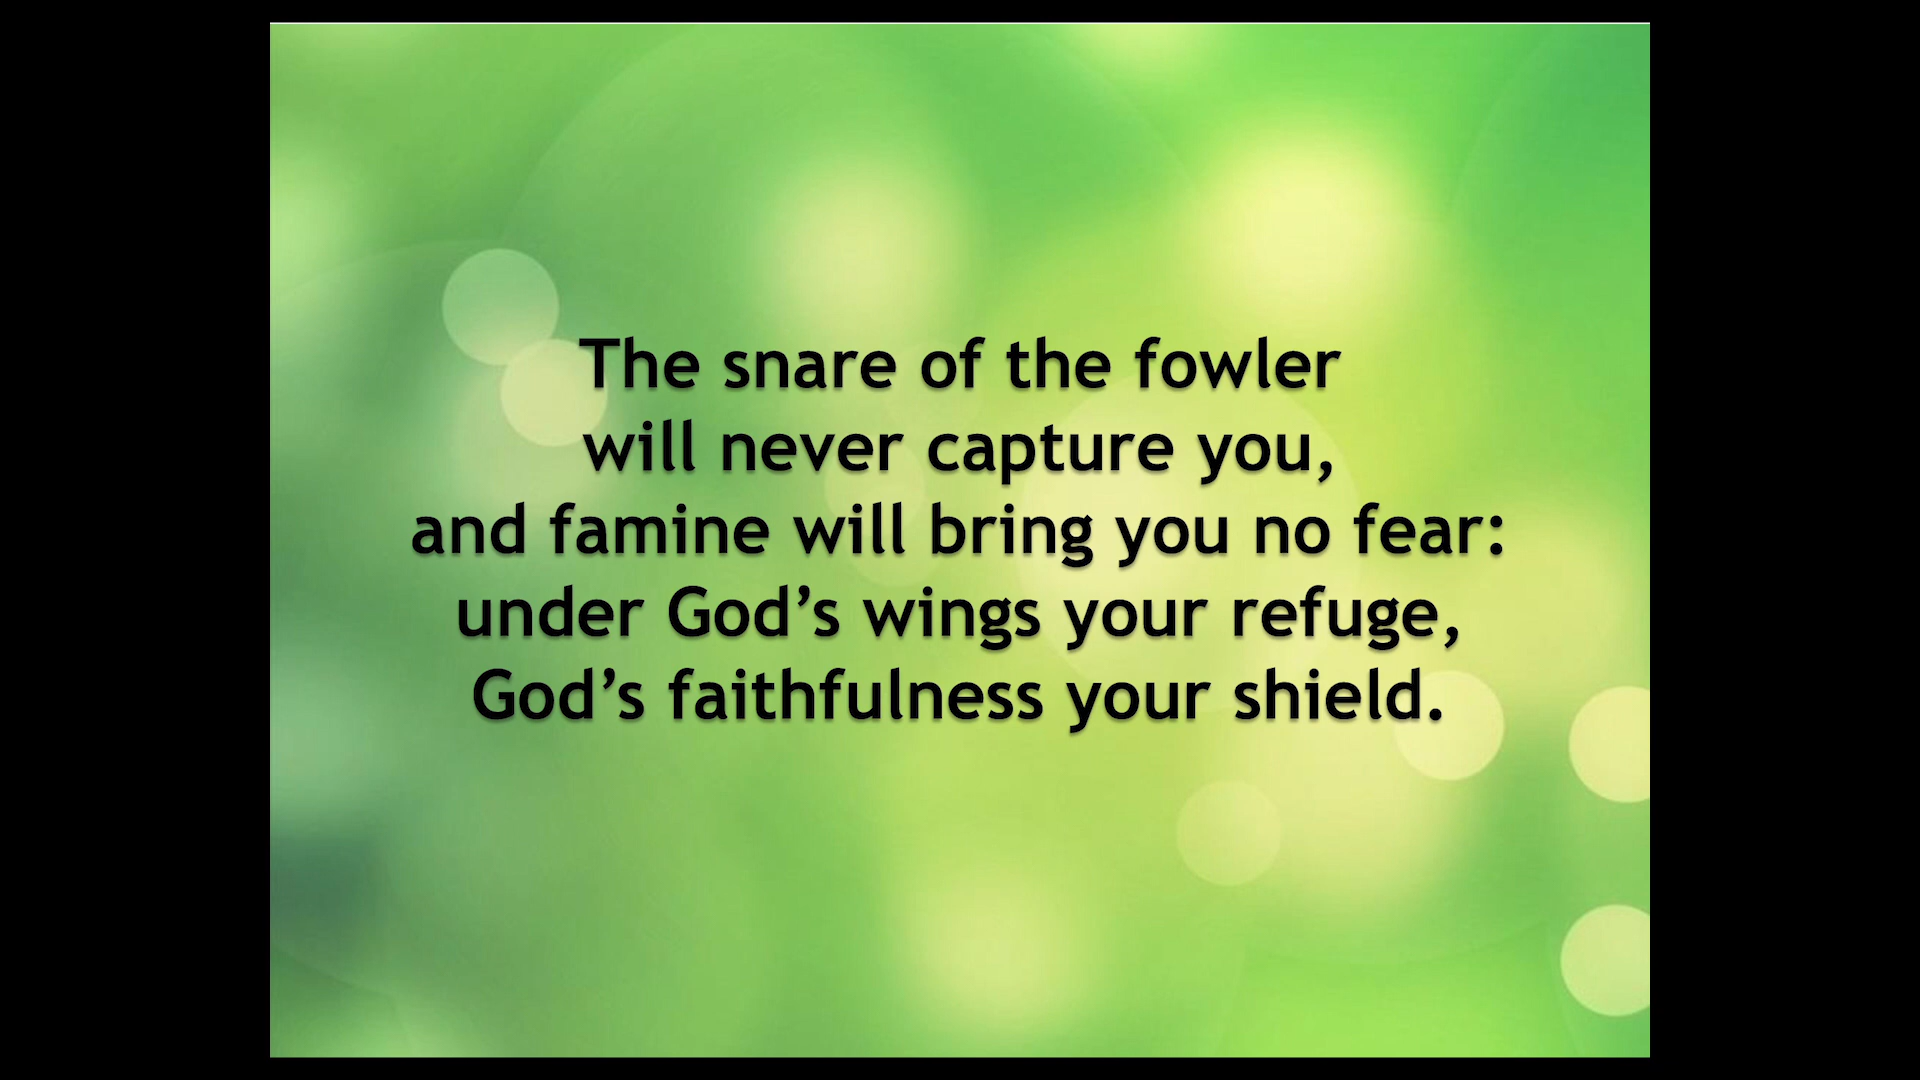 The snare of the fowler
will never capture you,
and famine will bring you no fear:
under God’s wings your refuge,
God’s faithfulness your shield.